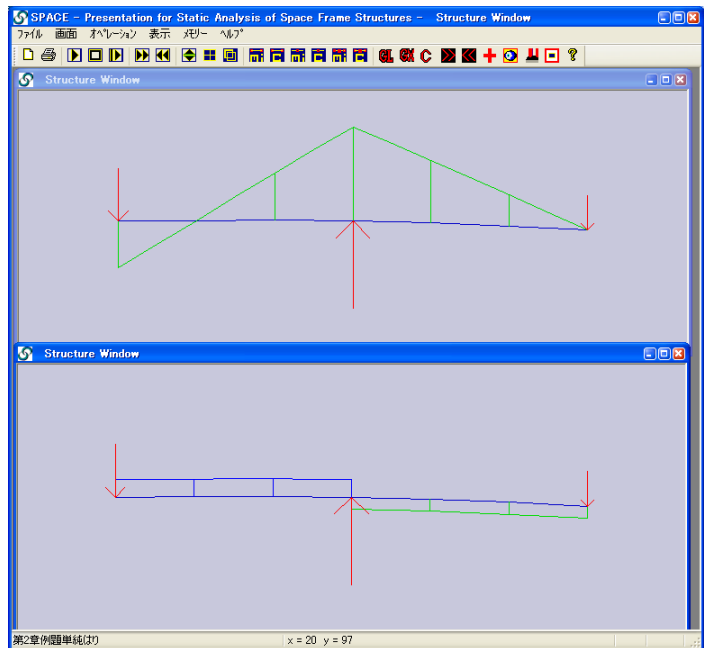 SPACE - Presentation for Static Analysis of Space Frame Structures - Structure Window
ファイル 画面 オペレーション 表示 メモリー ヘルプ
GL GX C ?
Structure Window
Structure Window
第2章例題単純はり x = 20 y = 97